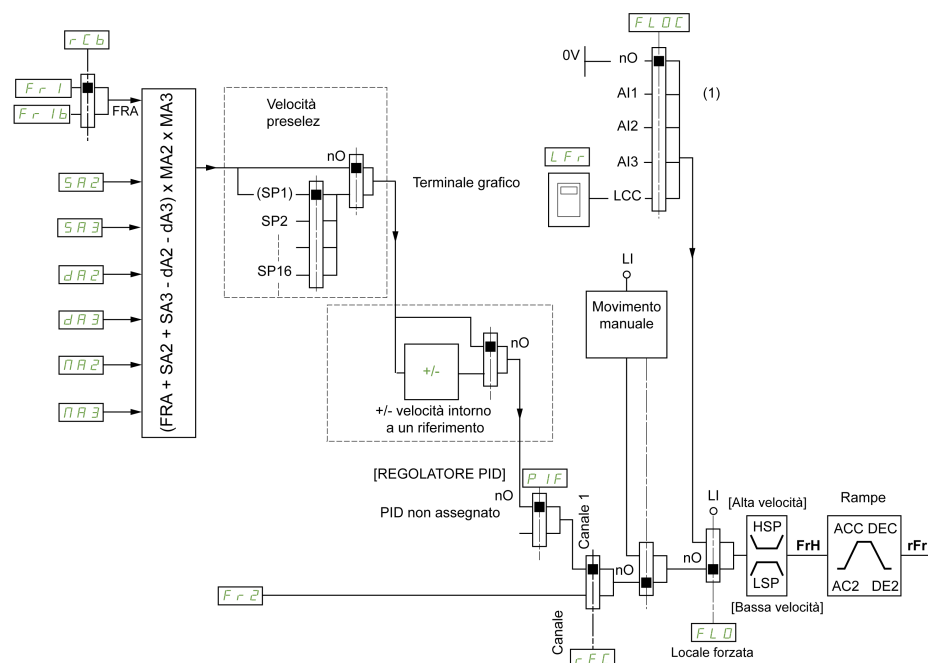 rCb
Fr1
Fr1b
FRA
SA2
SA3
dA2
dA3
MA2
MA3
(FRA + SA2 + SA3 - dA2 - dA3) x MA2 x MA3
Velocità
preselez
nO
(SP1)
SP2
SP16
+/-
nO
+/- velocità intorno
a un riferimento
Terminale grafico
FLOC
0V
nO
AI1
(1)
AI2
AI3
LFr
LCC
LI
Movimento
manuale
[REGOLATORE PID]
PIF
nO
PID non assegnato
Canale 1
Fr2
Canale
rFC
nO
nO
LI
FLO
Locale forzata
[Alta velocità]
HSP
LSP
[Bassa velocità]
FrH
Rampe
ACC DEC
AC2 DE2
rFr